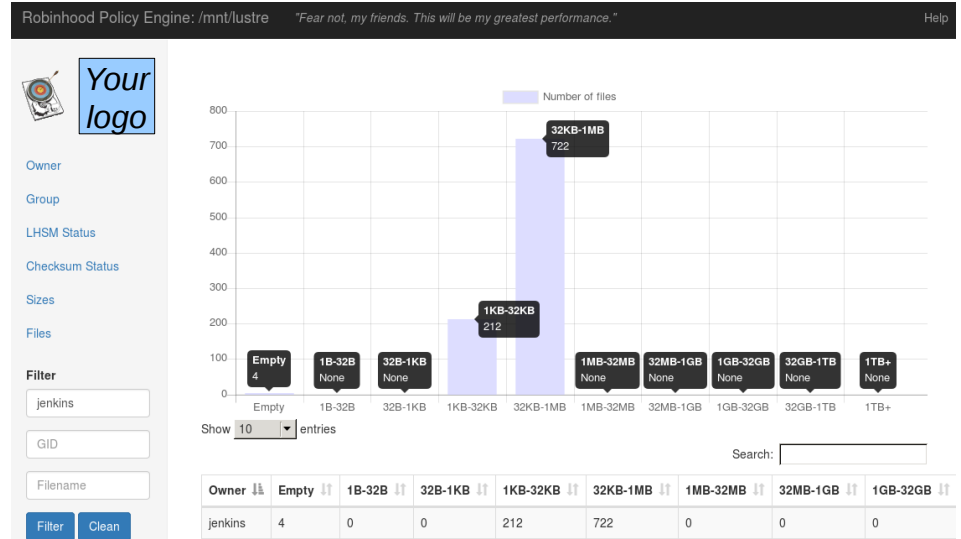 Robinhood Policy Engine: /mnt/lustre "Fear not, my friends. This will be my greatest performance." Help
Your
logo
Owner
Group
LHSM Status
Checksum Status
Sizes
Files
Filter
jenkins
GID
Filename
Filter Clean
Number of files
800
700
600
500
400
300
200
100
0
32KB-1MB
722
1KB-32KB
212
Empty
4
1B-32B
None
32B-1KB
None
1MB-32MB
None
32MB-1GB
None
1GB-32GB
None
32GB-1TB
None
1TB+
None
Empty 1B-32B 32B-1KB 1KB-32KB 32KB-1MB 1MB-32MB 32MB-1GB 1GB-32GB 32GB-1TB 1TB+
Show 10 entries
Search:
Owner Empty 1B-32B 32B-1KB 1KB-32KB 32KB-1MB 1MB-32MB 32MB-1GB 1GB-32GB
jenkins 4 0 0 212 722 0 0 0